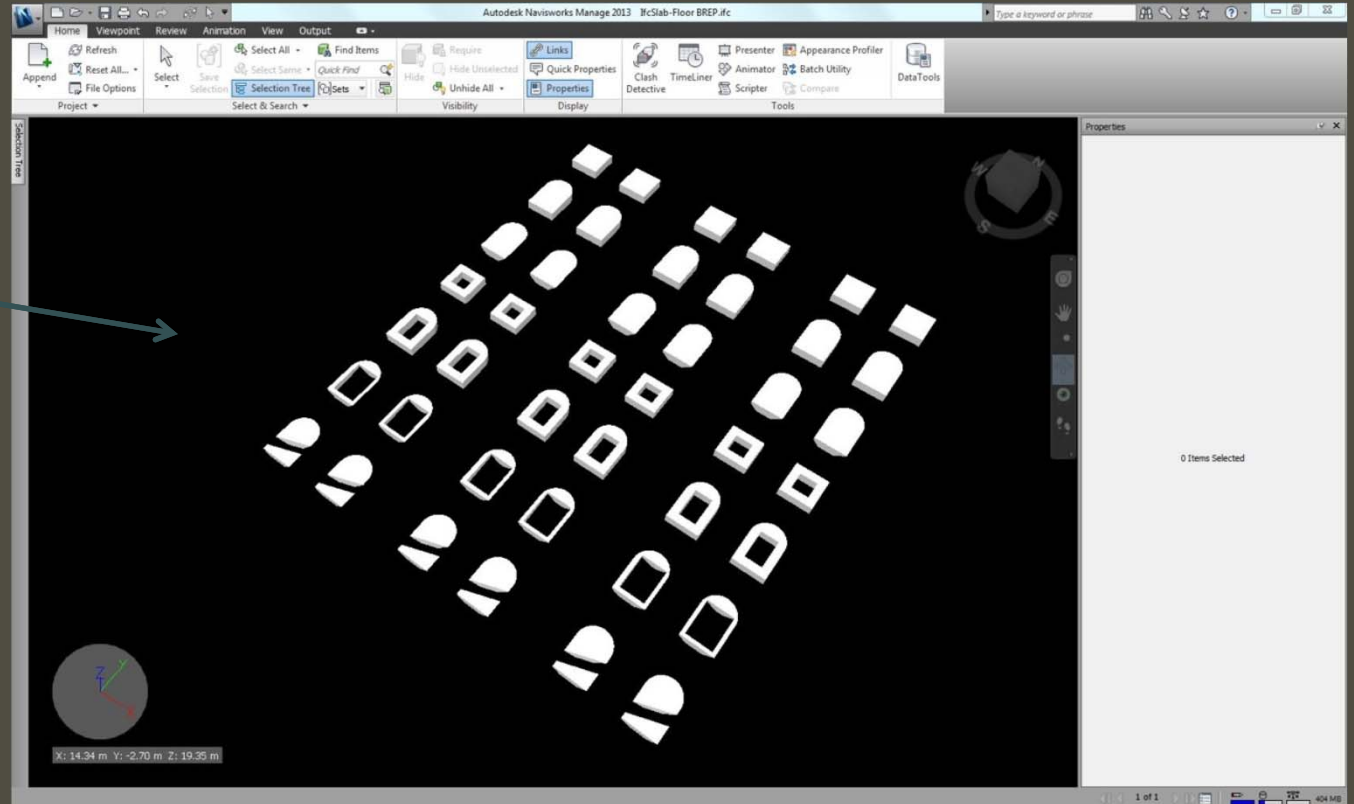 Autodesk Navisworks Manage 2013 IfcSlab-Floor BREP.ifc
Type a keyword or phrase
Home Viewpoint Review Animation View Output
Append
Refresh
Reset All...
File Options
Project
Select
Save Selection
Select All
Select Same
Selection Tree
Find Items
Quick Find
Sets
Select & Search
Hide
Require
Hide Unselected
Unhide All
Visibility
Links
Quick Properties
Properties
Display
Clash Detective
TimeLiner
Presenter
Animator
Scripter
Appearance Profiler
Batch Utility
Compare
Tools
DataTools
Selection Tree
Properties
N
W
S
E
0 Items Selected
Z Y
X
X: 14.34 m Y: -2.70 m Z: 19.35 m
1 of 1
404 MB